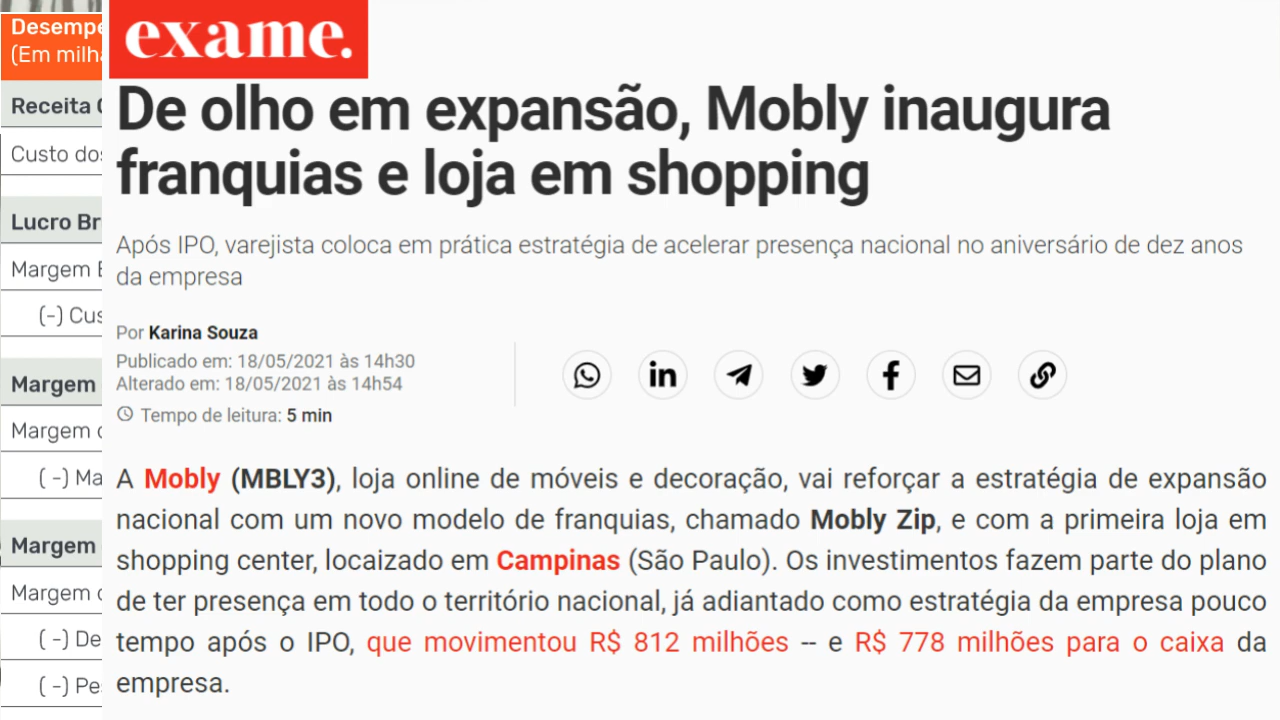 exame.
De olho em expansão, Mobly inaugura
franquias e loja em shopping
Após IPO, varejista coloca em prática estratégia de acelerar presença nacional no aniversário de dez anos
da empresa
Por Karina Souza
Publicado em: 18/05/2021 às 14h30
Alterado em: 18/05/2021 às 14h54
Tempo de leitura: 5 min
A Mobly (MBLY3), loja online de móveis e decoração, vai reforçar a estratégia de expansão
nacional com um novo modelo de franquias, chamado Mobly Zip, e com a primeira loja em
shopping center, locaizado em Campinas (São Paulo). Os investimentos fazem parte do plano
de ter presença em todo o território nacional, já adiantado como estratégia da empresa pouco
tempo após o IPO, que movimentou R$ 812 milhões -- e R$ 778 milhões para o caixa da
empresa.
(Em
Receita
Custo
Lucro
Margem
(-)
Margem
Margem
(-)
Margem
Margem
(-)
(-)